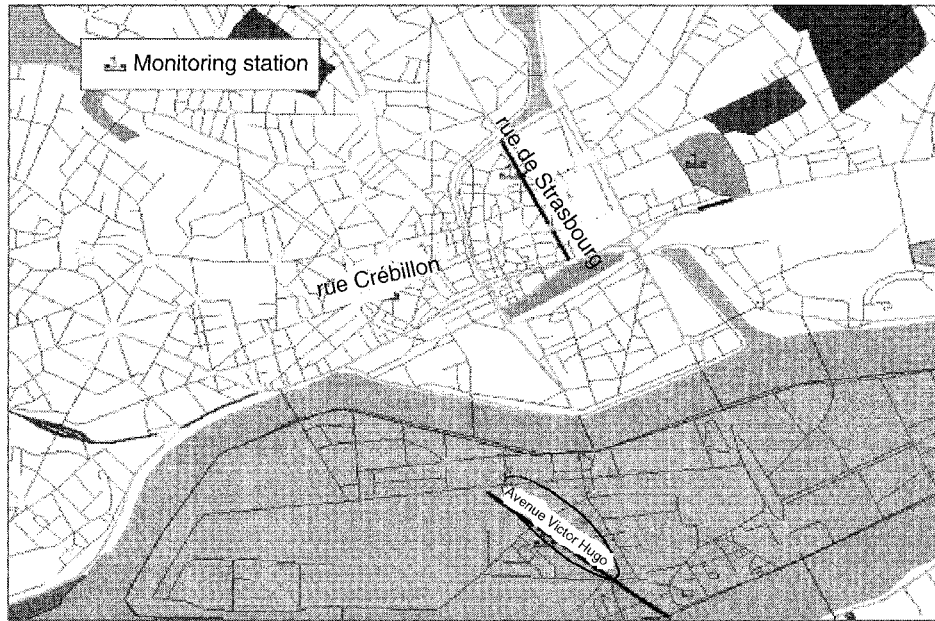 Monitoring station
rue de Strasbourg
rue Crébillon
Avenue Victor Hugo